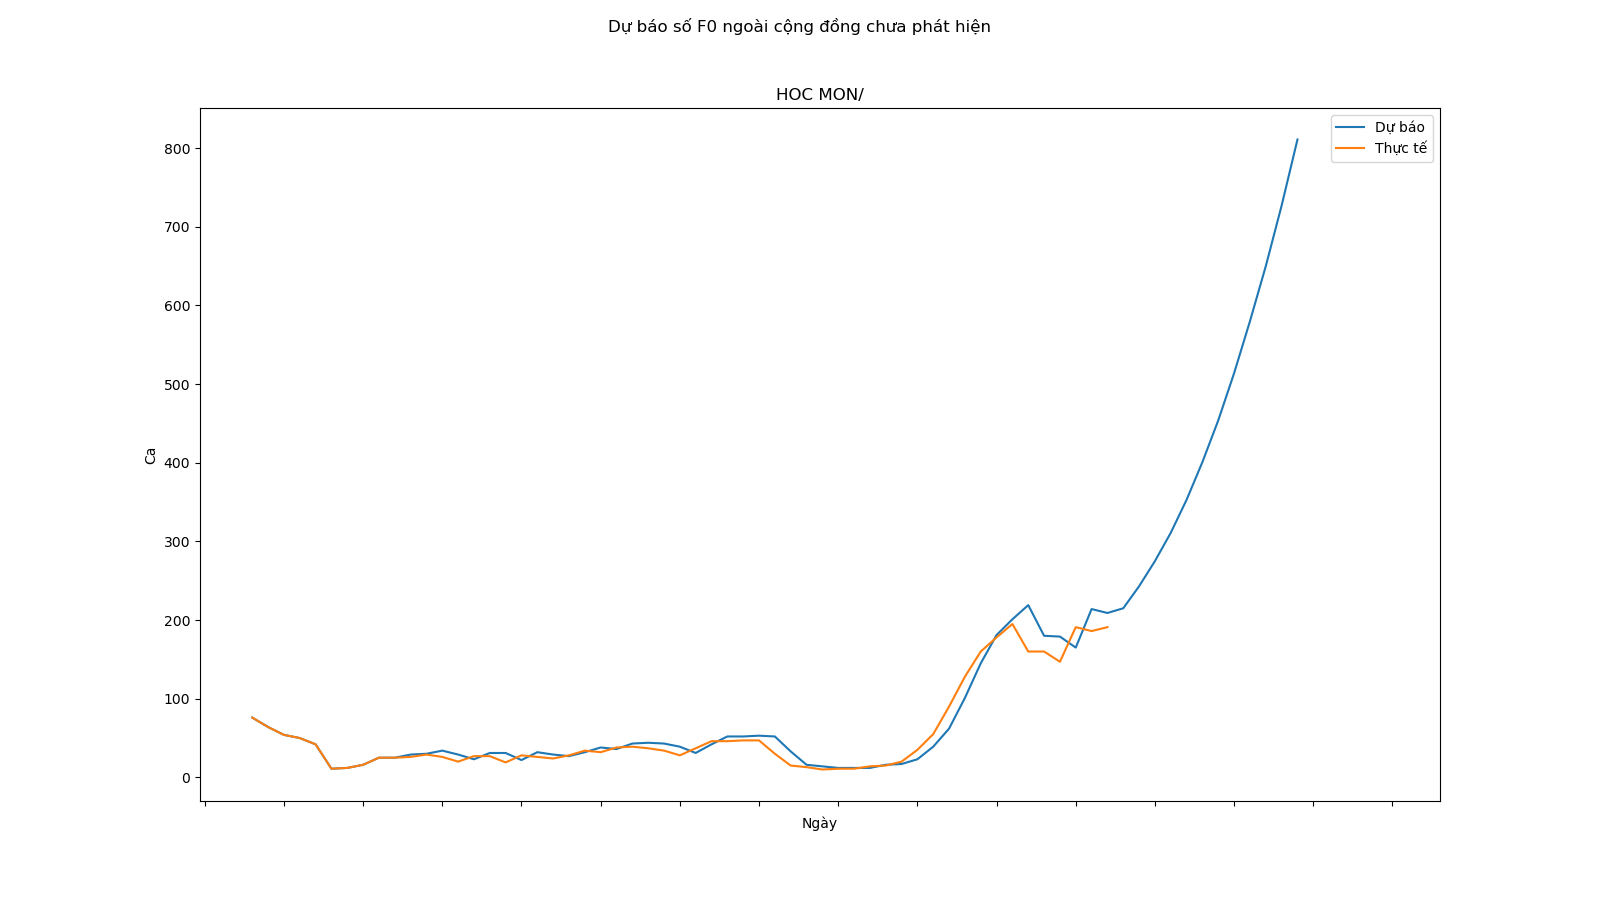 Dự báo số F0 ngoài cộng đồng chưa phát hiện
HOC MON/
Dự báo
Thực tế
800
700
600
500
400
300
200
100
0
Ca
Ngày